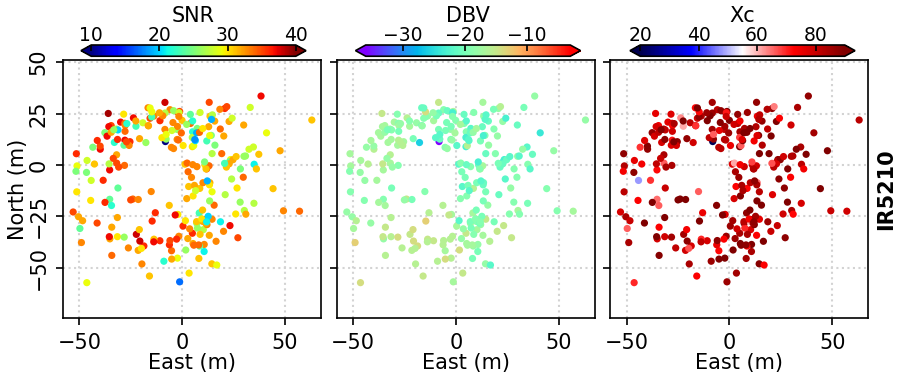 SNR DBV Xc
10 20 30 40 −30 −20 −10 20 40 60 80
50
25
0
−25
−50
North (m)
IR5210
−50 0 50 −50 0 50 −50 0 50
East (m) East (m) East (m)